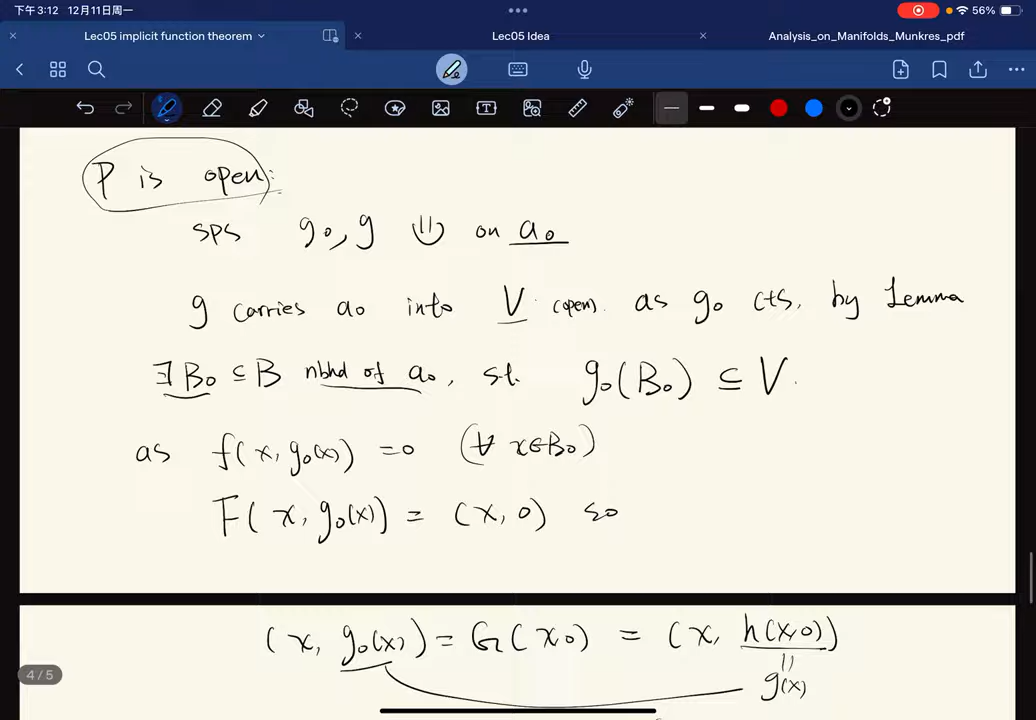 下午3:12 12月11日周一
56%
Lec05 implicit function theorem
Lec05 Idea
Analysis_on_Manifolds_Munkres_pdf
P is open:
sps g₀, g on a₀
g carries a₀ into V (open). as g₀ cts, by Lemma
∃ B₀ ⊆ B nbhd of a₀, st. g₀(B₀) ⊆ V.
as f(x, g₀(x)) = 0 (∀ x∈B₀)
F(x, g₀(x)) = (x, 0) so
(x, g₀(x)) = G(x,0) = (x, h(x,0))
||
g(x)
4 / 5